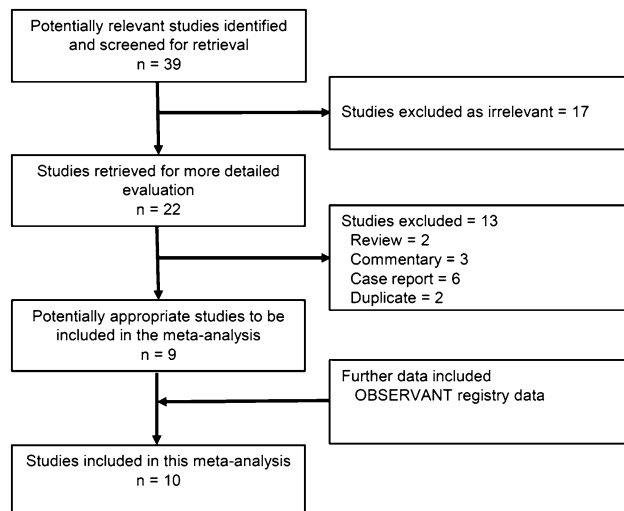 Potentially relevant studies identified
and screened for retrieval
n = 39
Studies excluded as irrelevant = 17
Studies retrieved for more detailed
evaluation
n = 22
Studies excluded = 13
Review = 2
Commentary = 3
Case report = 6
Duplicate = 2
Potentially appropriate studies to be
included in the meta-analysis
n = 9
Further data included
OBSERVANT registry data
Studies included in this meta-analysis
n = 10